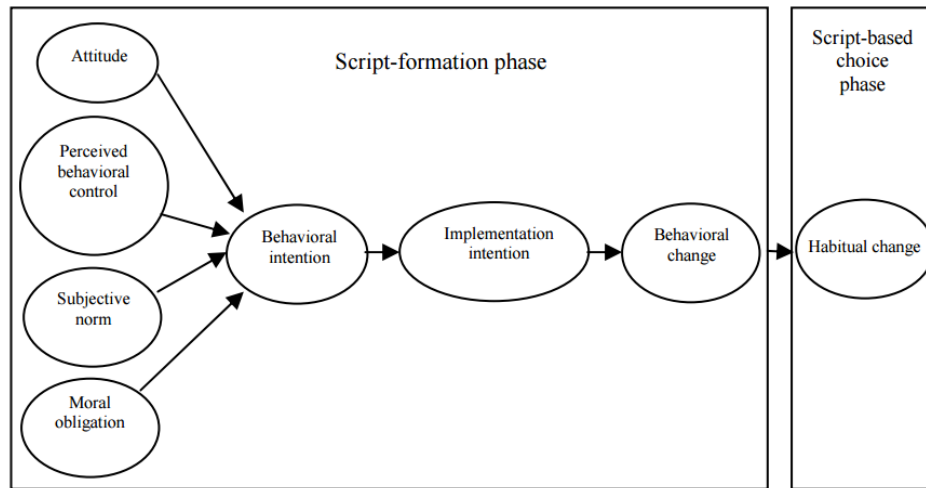 Attitude
Script-formation phase
Script-based
choice
phase
Perceived
behavioral
control
Behavioral
intention
Implementation
intention
Behavioral
change
Habitual change
Subjective
norm
Moral
obligation